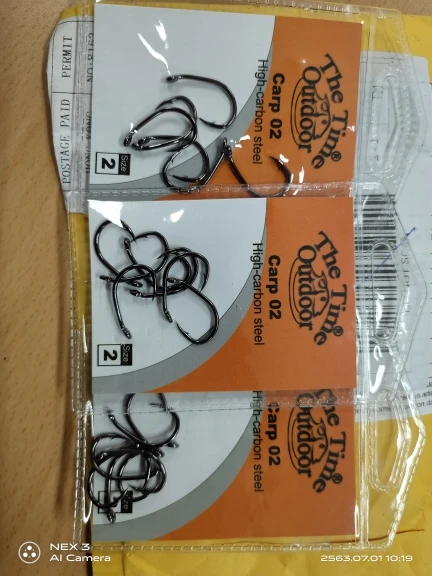 POSTAGE PAID
PERMIT
NO.
The Time®
Outdoor
Carp 02
High-carbon steel
Size
2
The Time®
Outdoor
Carp 02
High-carbon steel
Size
2
The Time
Outdoor
Carp 02
High-carbon steel
NEX 3
AI Camera
2563.07.01 10:19